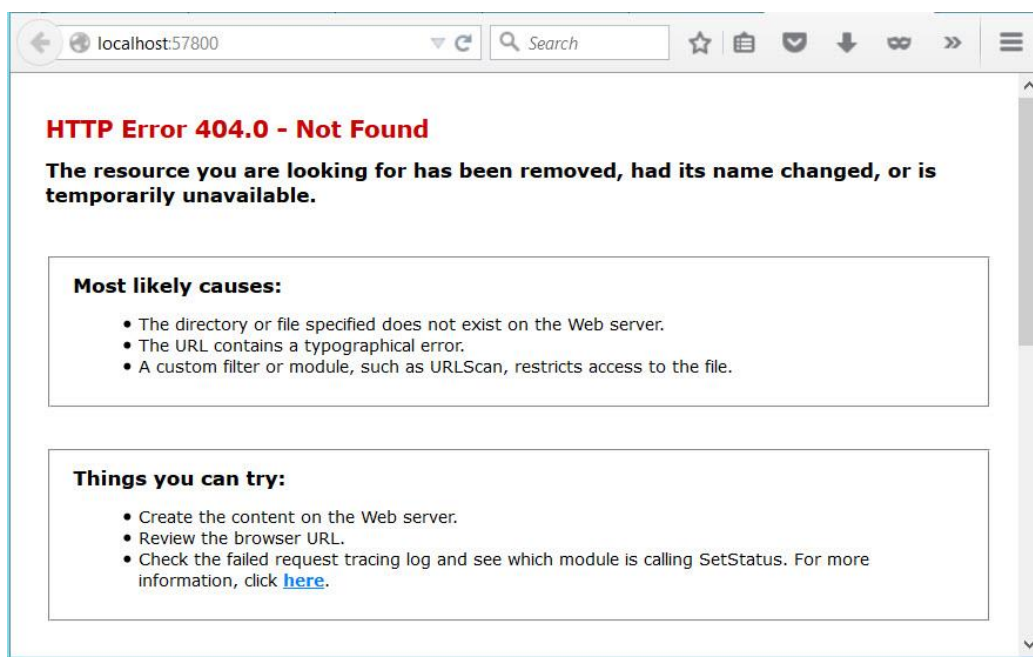 localhost:57800
Search
HTTP Error 404.0 - Not Found
The resource you are looking for has been removed, had its name changed, or is
temporarily unavailable.
Most likely causes:
• The directory or file specified does not exist on the Web server.
• The URL contains a typographical error.
• A custom filter or module, such as URLScan, restricts access to the file.
Things you can try:
• Create the content on the Web server.
• Review the browser URL.
• Check the failed request tracing log and see which module is calling SetStatus. For more
information, click here.